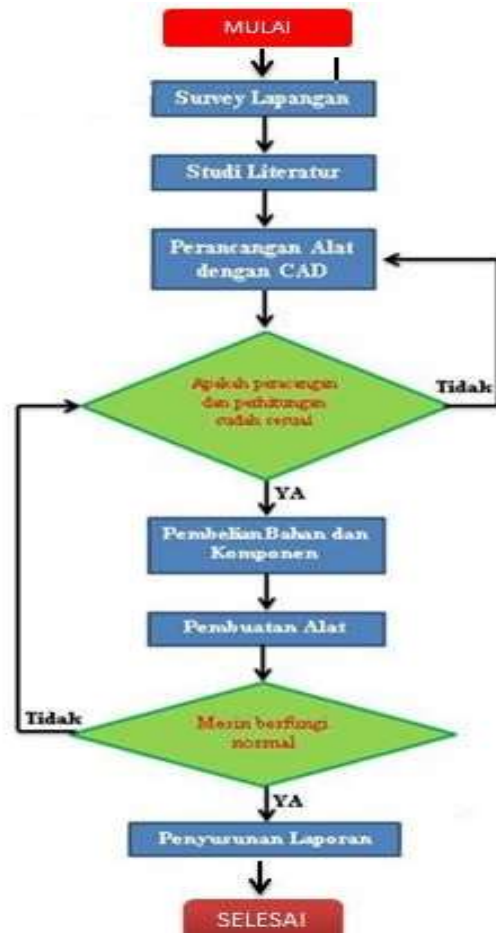 MULAI
Survey Lapangan
Studi Literatur
Perancangan Alat
dengan CAD
Apakah perancangan
dan perhitungan
sudah sesuai
Tidak
YA
Pembelian Bahan dan
Komponen
Pembuatan Alat
Tidak
Mesin berfungi
normal
YA
Penyusunan Laporan
SELESAI